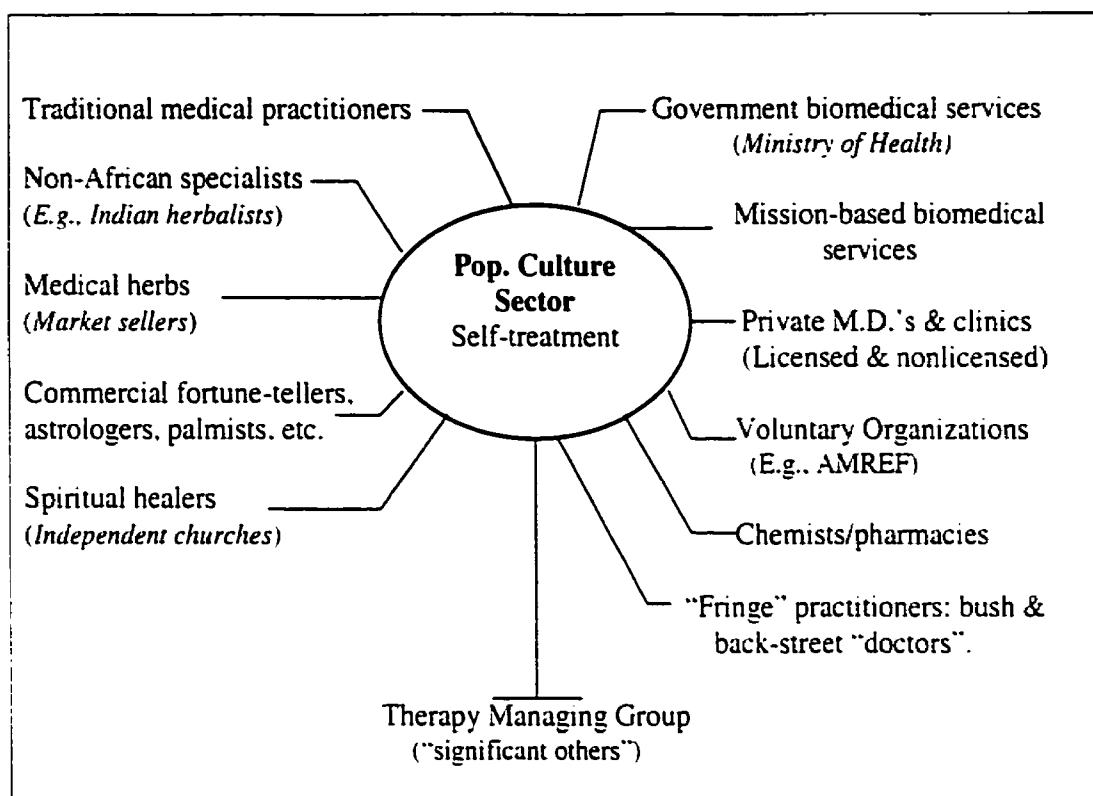 Traditional medical practitioners
Non-African specialists
(E.g., Indian herbalists)
Medical herbs
(Market sellers)
Commercial fortune-tellers,
astrologers, palmists, etc.
Spiritual healers
(Independent churches)
Pop. Culture
Sector
Self-treatment
Government biomedical services
(Ministry of Health)
Mission-based biomedical
services
Private M.D.'s & clinics
(Licensed & nonlicensed)
Voluntary Organizations
(E.g., AMREF)
Chemists/pharmacies
"Fringe" practitioners: bush &
back-street "doctors".
Therapy Managing Group
("significant others")